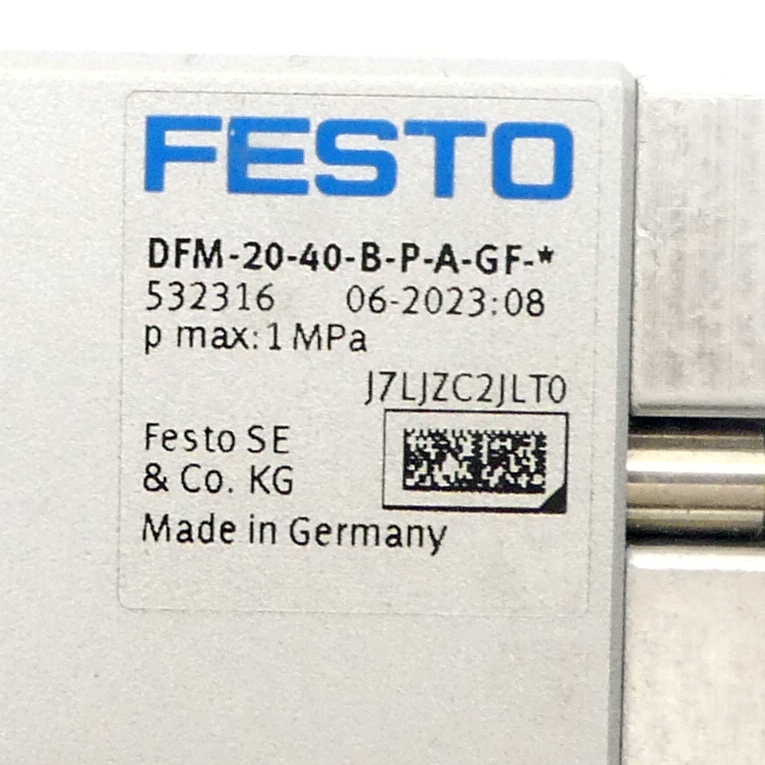 FESTO
DFM-20-40-B-P-A-GF-*
532316 06-2023:08
p max: 1 MPa
J7LJZC2JLT0
Festo SE
& Co. KG
Made in Germany